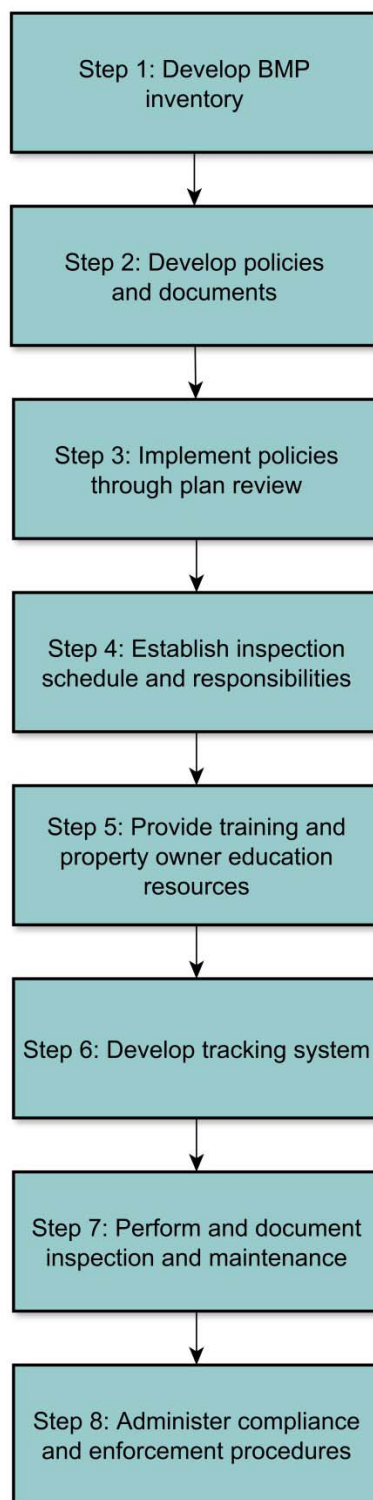 Step 1: Develop BMP
inventory
Step 2: Develop policies
and documents
Step 3: Implement policies
through plan review
Step 4: Establish inspection
schedule and responsibilities
Step 5: Provide training and
property owner education
resources
Step 6: Develop tracking system
Step 7: Perform and document
inspection and maintenance
Step 8: Administer compliance
and enforcement procedures